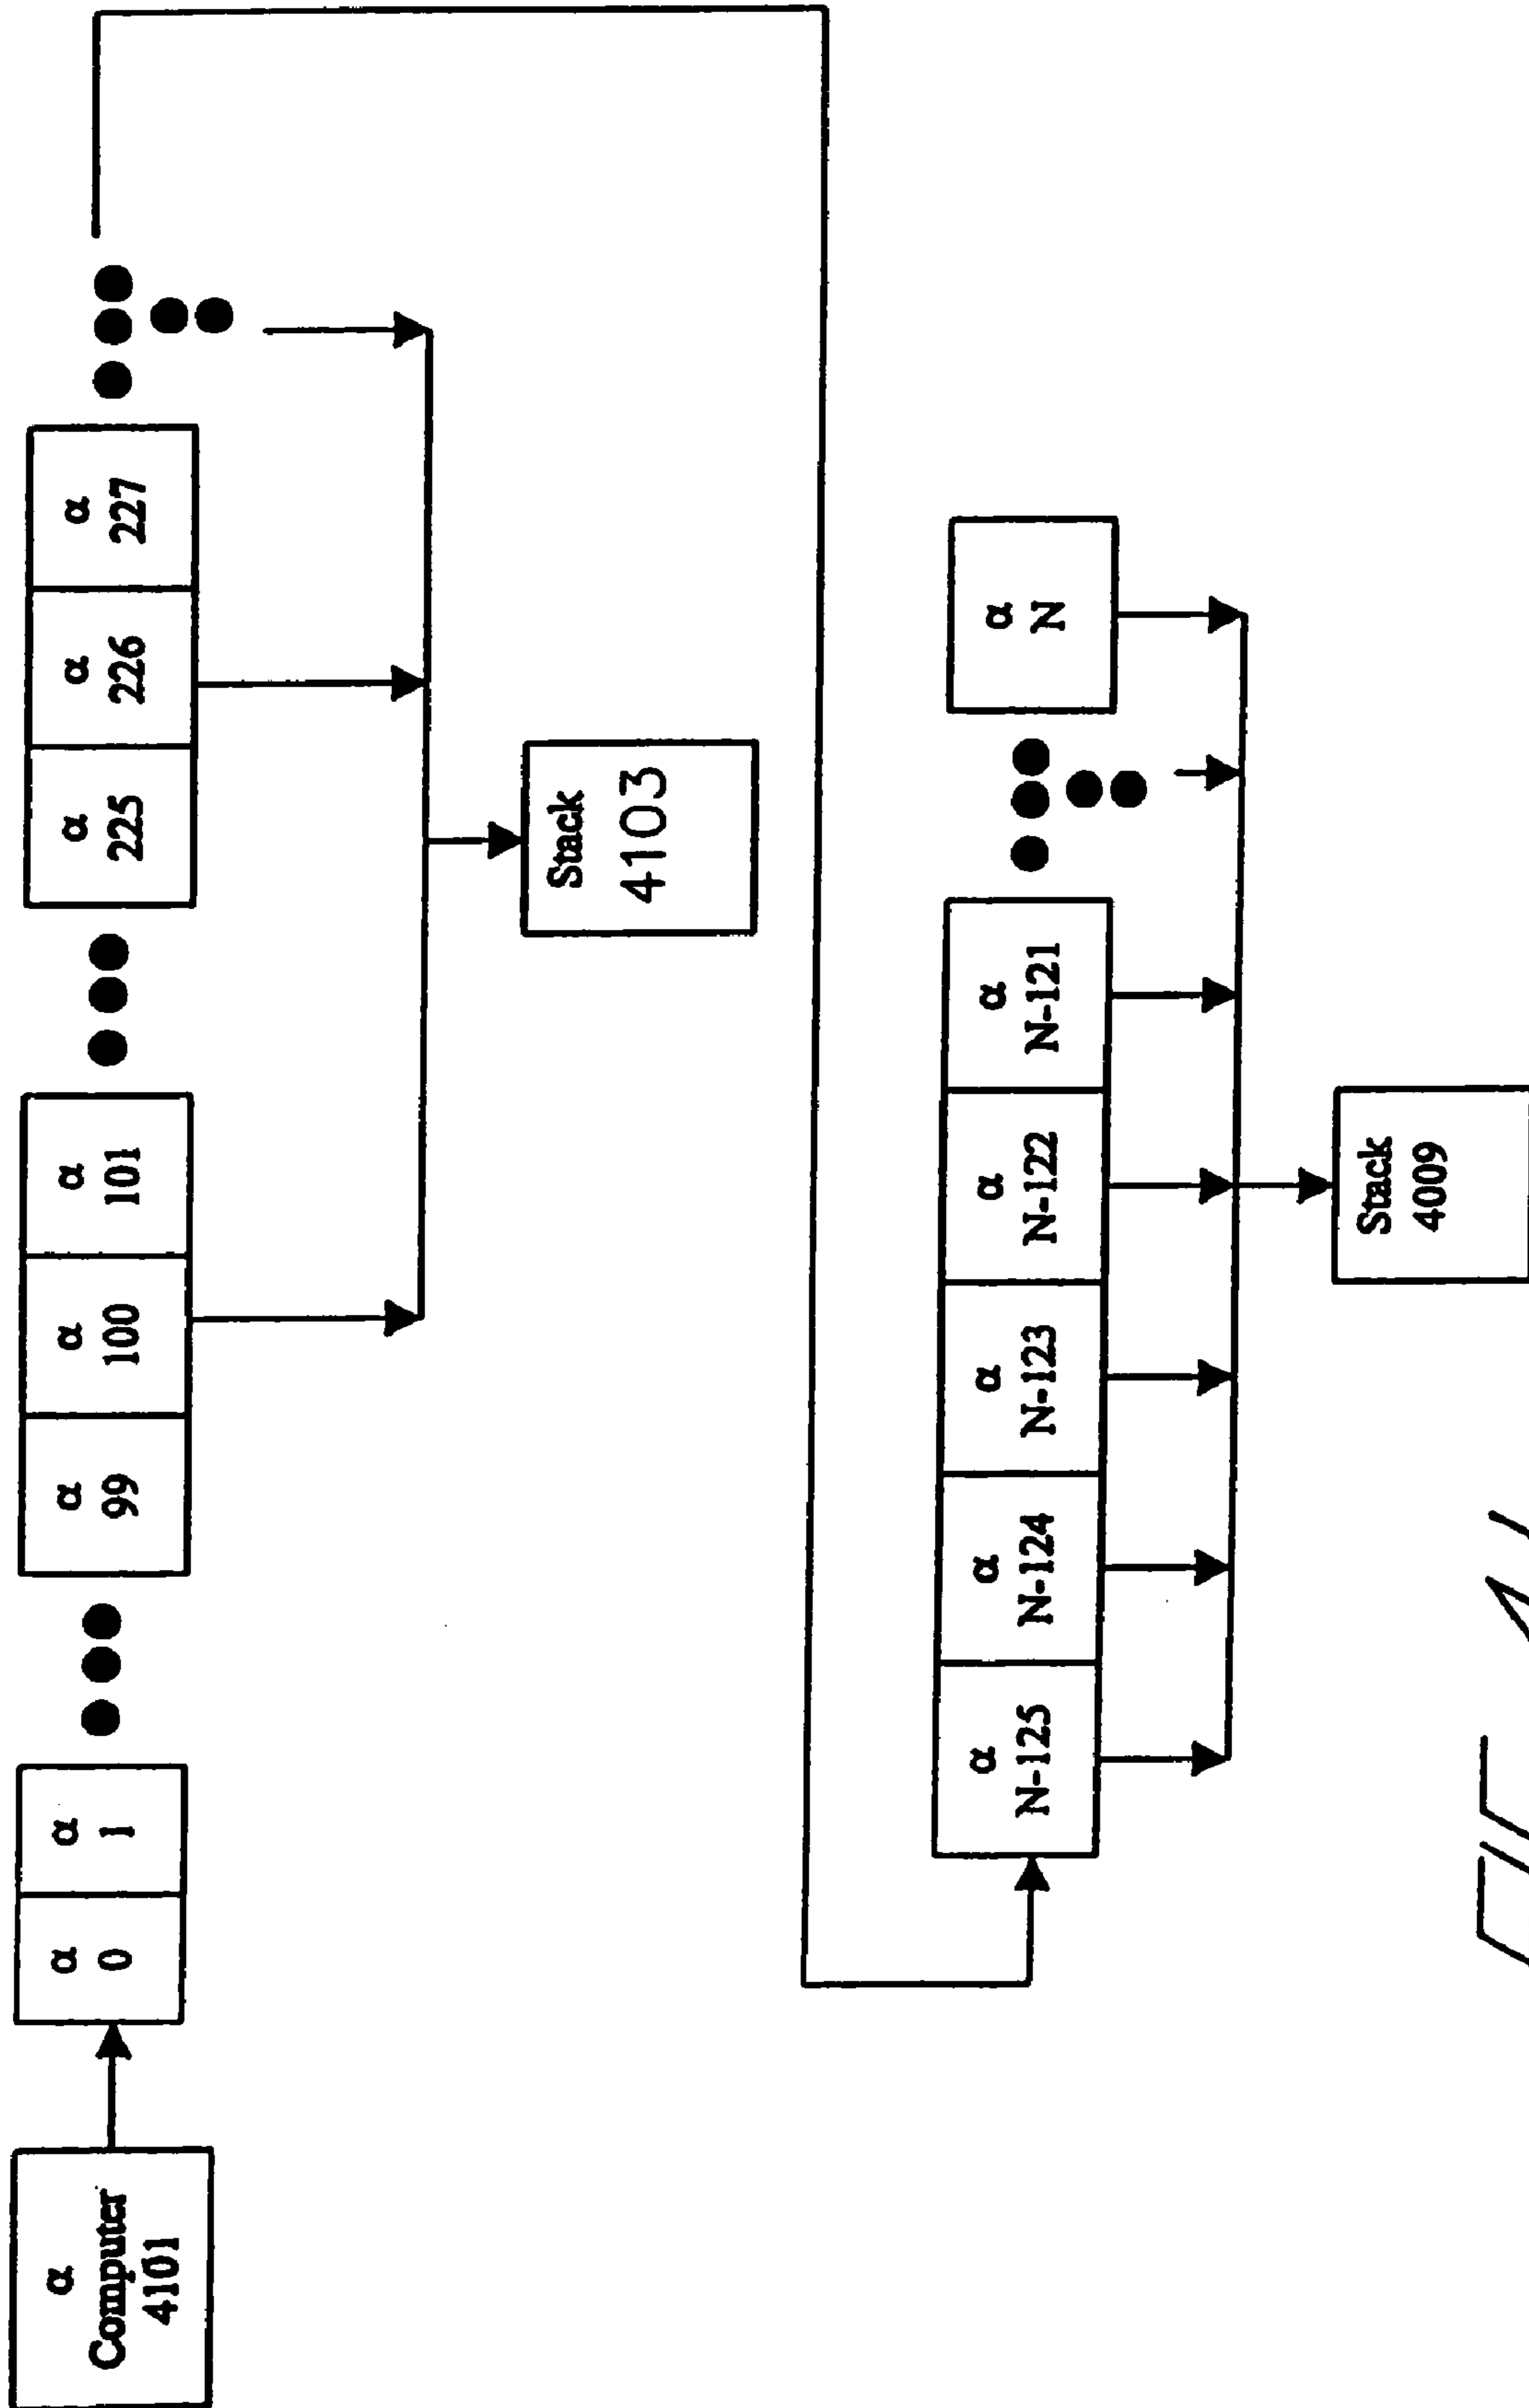 α
Computer
4101
α
0
α
1
α
99
α
100
α
101
α
225
α
226
α
227
Stack
4103
α
N-125
α
N-124
α
N-123
α
N-122
α
N-121
α
N
Stack
4009